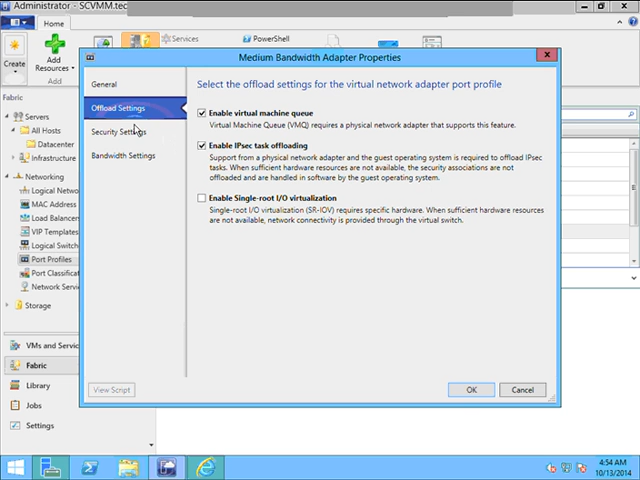 Administrator - SCVMM.tec
Home
Create
Add
Resources
Add
Services
PowerShell
Fabric
Servers
All Hosts
Datacenter
Infrastructure
Networking
Logical Netw
MAC Address
Load Balancer
VIP Templates
Logical Switch
Port Profiles
Port Classificat
Network Servic
Storage
VMs and Servic
Fabric
Library
Jobs
Settings
Medium Bandwidth Adapter Properties
General
Offload Settings
Security Settings
Bandwidth Settings
Select the offload settings for the virtual network adapter port profile
Enable virtual machine queue
Virtual Machine Queue (VMQ) requires a physical network adapter that supports this feature.
Enable IPsec task offloading
Support from a physical network adapter and the guest operating system is required to offload IPsec
tasks. When sufficient hardware resources are not available, the security associations are not
offloaded and are handled in software by the guest operating system.
Enable Single-root I/O virtualization
Single-root I/O virtualization (SR-IOV) requires specific hardware. When sufficient hardware resources
are not available, network connectivity is provided through the virtual switch.
View Script
OK
Cancel
4:54 AM
10/13/2014